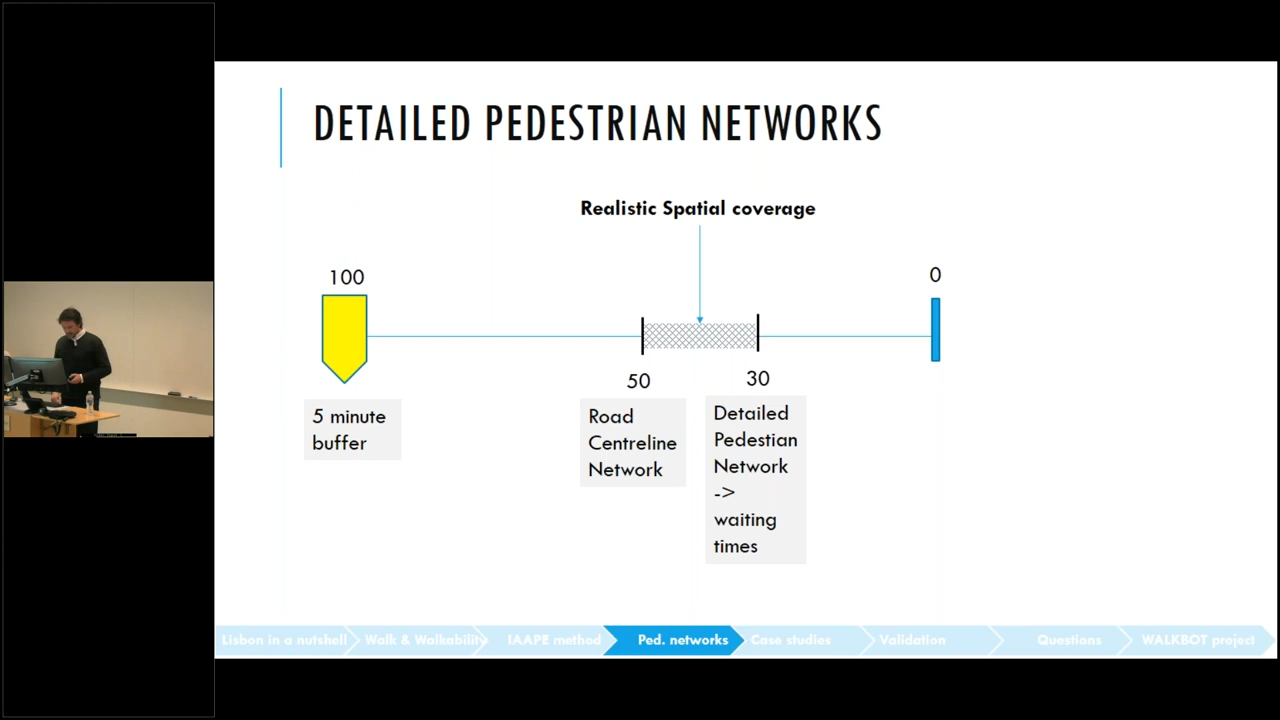 DETAILED PEDESTRIAN NETWORKS
Realistic Spatial coverage
100
0
50
30
5 minute
buffer
Road
Centreline
Network
Detailed
Pedestian
Network
->
waiting
times
Lisbon in a nutshell
Walk & Walkability
IAAPE method
Ped. networks
Case studies
Validation
Questions
WALKBOT project